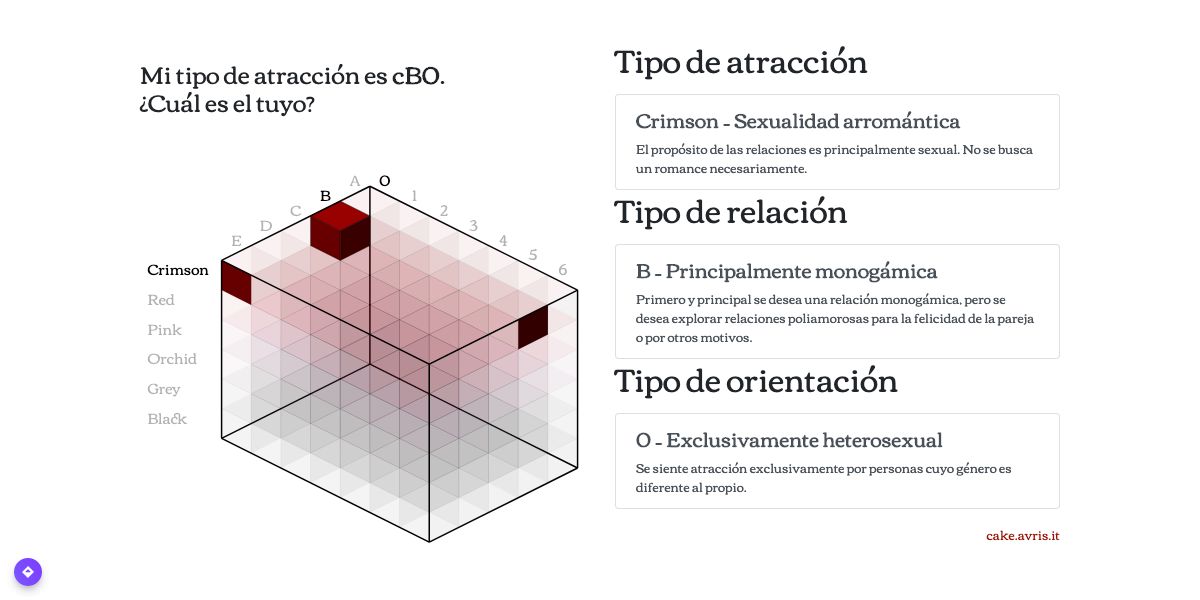 Mi tipo de atracción es cBO.
¿Cuál es el tuyo?
A O
B 1
C 2
D 3
E 4
5
6
Crimson
Red
Pink
Orchid
Grey
Black
Tipo de atracción
Crimson - Sexualidad arromántica
El propósito de las relaciones es principalmente sexual. No se busca
un romance necesariamente.
Tipo de relación
B - Principalmente monogámica
Primero y principal se desea una relación monogámica, pero se
desea explorar relaciones poliamorosas para la felicidad de la pareja
o por otros motivos.
Tipo de orientación
0 - Exclusivamente heterosexual
Se siente atracción exclusivamente por personas cuyo género es
diferente al propio.
cake.avris.it